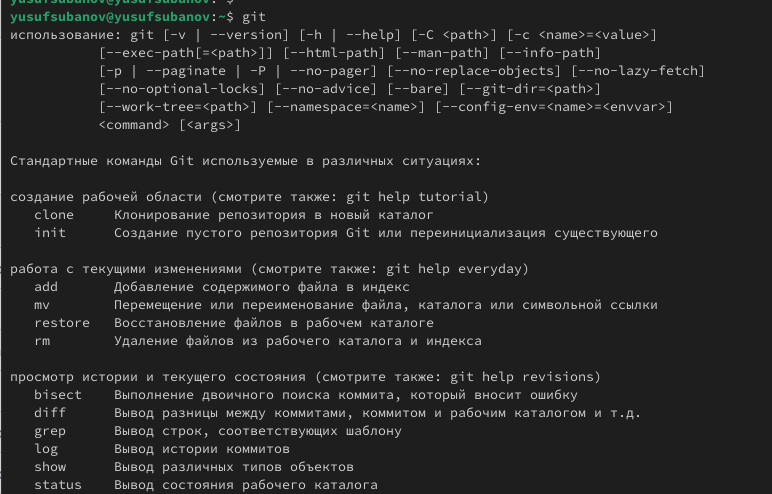 yusufsubanov@yusufsubanov:~$
yusufsubanov@yusufsubanov:~$ git
использование: git [-v | --version] [-h | --help] [-C <path>] [-c <name>=<value>]
[--exec-path[=<path>]] [--html-path] [--man-path] [--info-path]
[-p | --paginate | -P | --no-pager] [--no-replace-objects] [--no-lazy-fetch]
[--no-optional-locks] [--no-advice] [--bare] [--git-dir=<path>]
[--work-tree=<path>] [--namespace=<name>] [--config-env=<name>=<envvar>]
<command> [<args>]
Стандартные команды Git используемые в различных ситуациях:
создание рабочей области (смотрите также: git help tutorial)
clone Клонирование репозитория в новый каталог
init Создание пустого репозитория Git или переинициализация существующего
работа с текущими изменениями (смотрите также: git help everyday)
add Добавление содержимого файла в индекс
mv Перемещение или переименование файла, каталога или символьной ссылки
restore Восстановление файлов в рабочем каталоге
rm Удаление файлов из рабочего каталога и индекса
просмотр истории и текущего состояния (смотрите также: git help revisions)
bisect Выполнение двоичного поиска коммита, который вносит ошибку
diff Вывод разницы между коммитами, коммитом и рабочим каталогом и т.д.
grep Вывод строк, соответствующих шаблону
log Вывод истории коммитов
show Вывод различных типов объектов
status Вывод состояния рабочего каталога